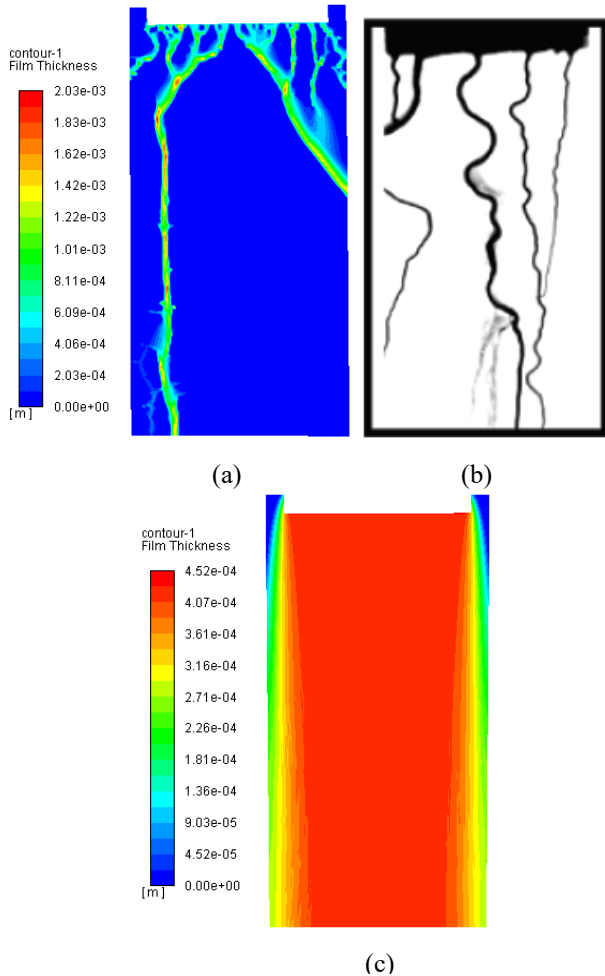 contour-1
Film Thickness
2.03e-03
1.83e-03
1.62e-03
1.42e-03
1.22e-03
1.01e-03
8.11e-04
6.09e-04
4.06e-04
2.03e-04
0.00e+00
[m]
(a)
(b)
contour-1
Film Thickness
4.52e-04
4.07e-04
3.61e-04
3.16e-04
2.71e-04
2.26e-04
1.81e-04
1.36e-04
9.03e-05
4.52e-05
0.00e+00
[m]
(c)